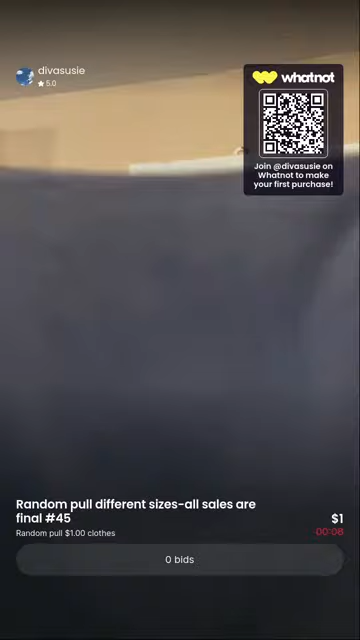 divasusie
★ 5.0
whatnot
Join @divasusie on
Whatnot to make
your first purchase!
Random pull different sizes-all sales are
final #45
$1
Random pull $1.00 clothes
00:08
0 bids